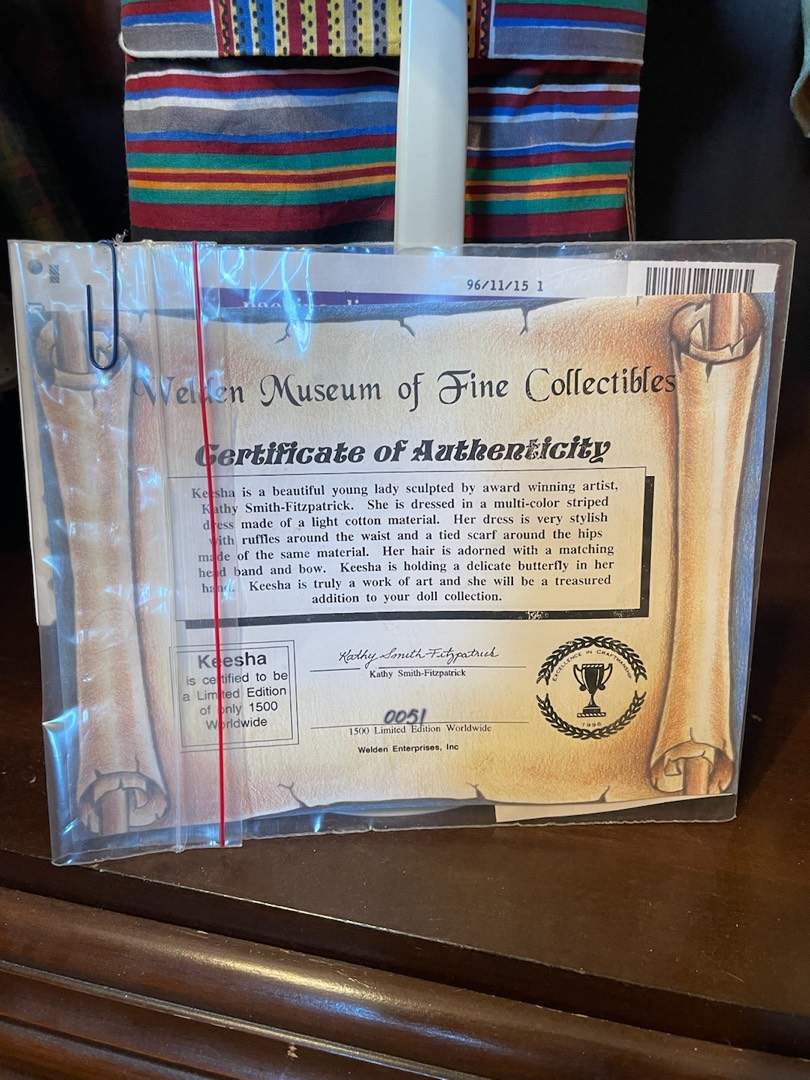 96/11/15 1
Welden Museum of Fine Collectibles
Certificate of Authenticity
Keesha is a beautiful young lady sculpted by award winning artist,
Kathy Smith-Fitzpatrick. She is dressed in a multi-color striped
dress made of a light cotton material. Her dress is very stylish
with ruffles around the waist and a tied scarf around the hips
made of the same material. Her hair is adorned with a matching
head band and bow. Keesha is holding a delicate butterfly in her
hand. Keesha is truly a work of art and she will be a treasured
addition to your doll collection.
Keesha
is certified to be
a Limited Edition
of only 1500
Worldwide
Kathy Smith-Fitzpatrick
Kathy Smith-Fitzpatrick
0051
1500 Limited Edition Worldwide
Welden Enterprises, Inc
EXCELLENCE IN CRAFTMANSHIP
1996